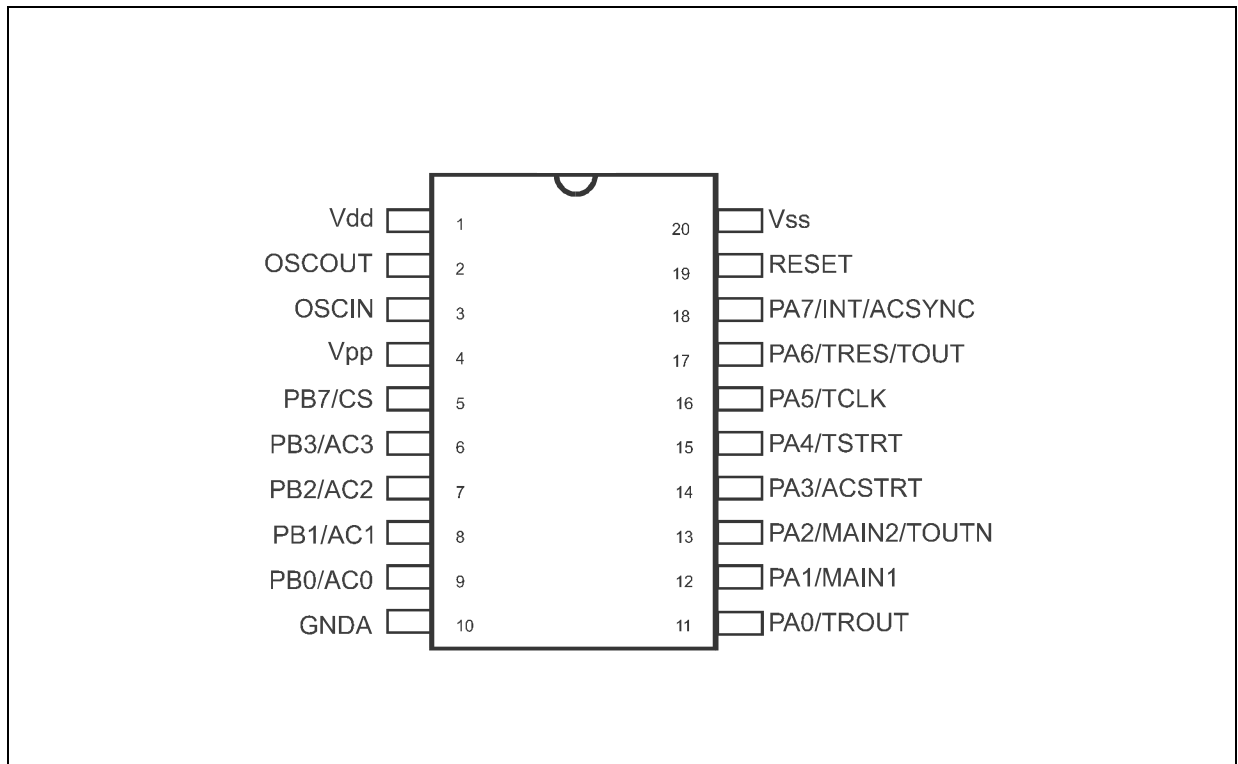 Vdd 1 20 Vss
OSCOUT 2 19 RESET
OSCIN 3 18 PA7/INT/ACSYNC
Vpp 4 17 PA6/TRES/TOUT
PB7/CS 5 16 PA5/TCLK
PB3/AC3 6 15 PA4/TSTRT
PB2/AC2 7 14 PA3/ACSTRT
PB1/AC1 8 13 PA2/MAIN2/TOUTN
PB0/AC0 9 12 PA1/MAIN1
GNDA 10 11 PA0/TROUT